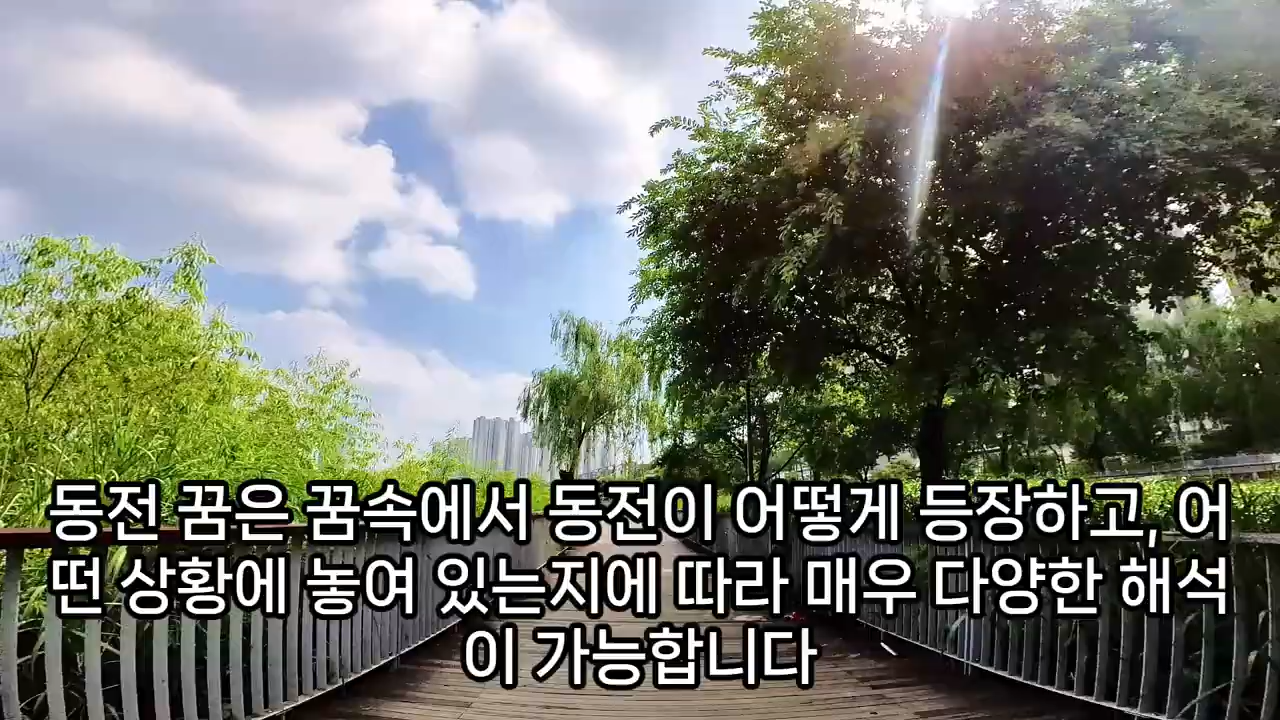 동전 꿈은 꿈속에서 동전이 어떻게 등장하고, 어
떤 상황에 놓여 있는지에 따라 매우 다양한 해석
이 가능합니다